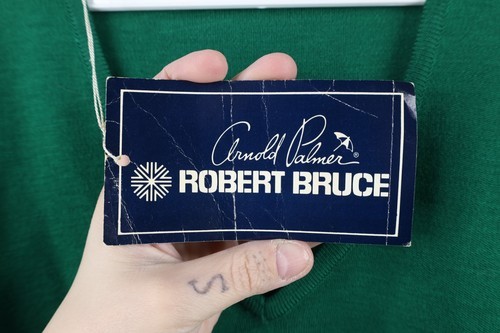 Arnold Palmer ®
ROBERT BRUCE
S